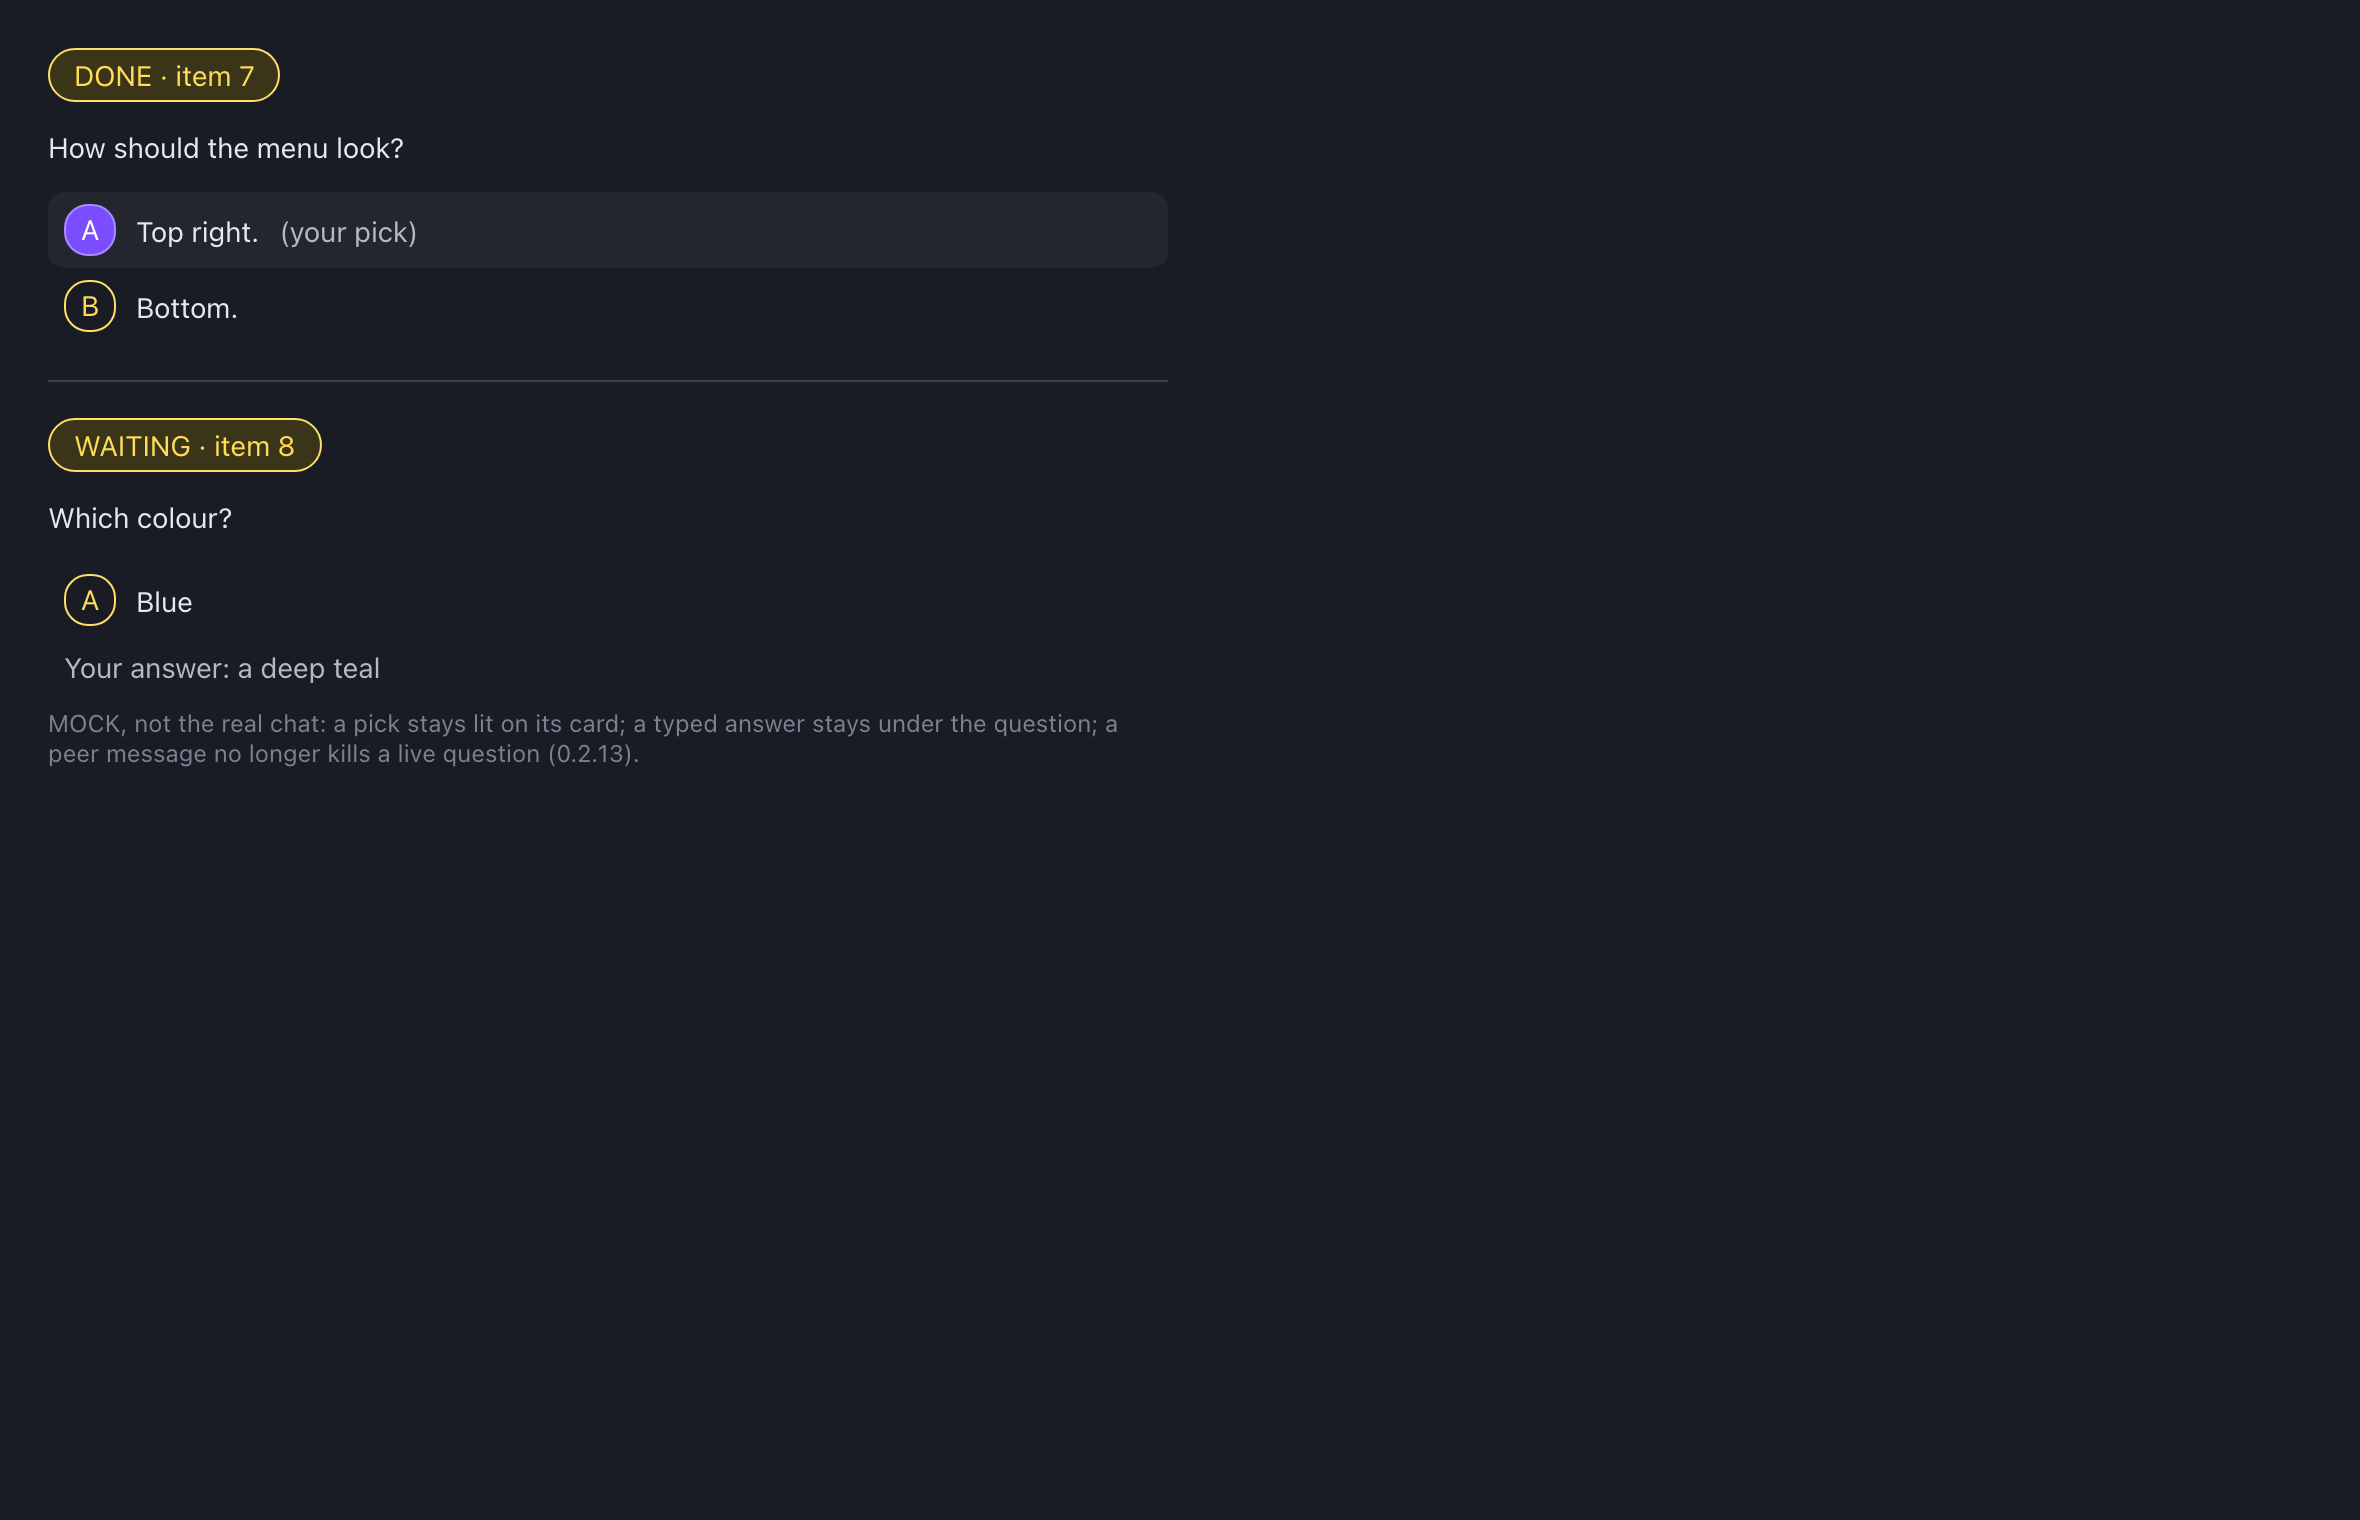 DONE · item 7
How should the menu look?
A Top right. (your pick)
B Bottom.
WAITING · item 8
Which colour?
A Blue
Your answer: a deep teal
MOCK, not the real chat: a pick stays lit on its card; a typed answer stays under the question; a
peer message no longer kills a live question (0.2.13).